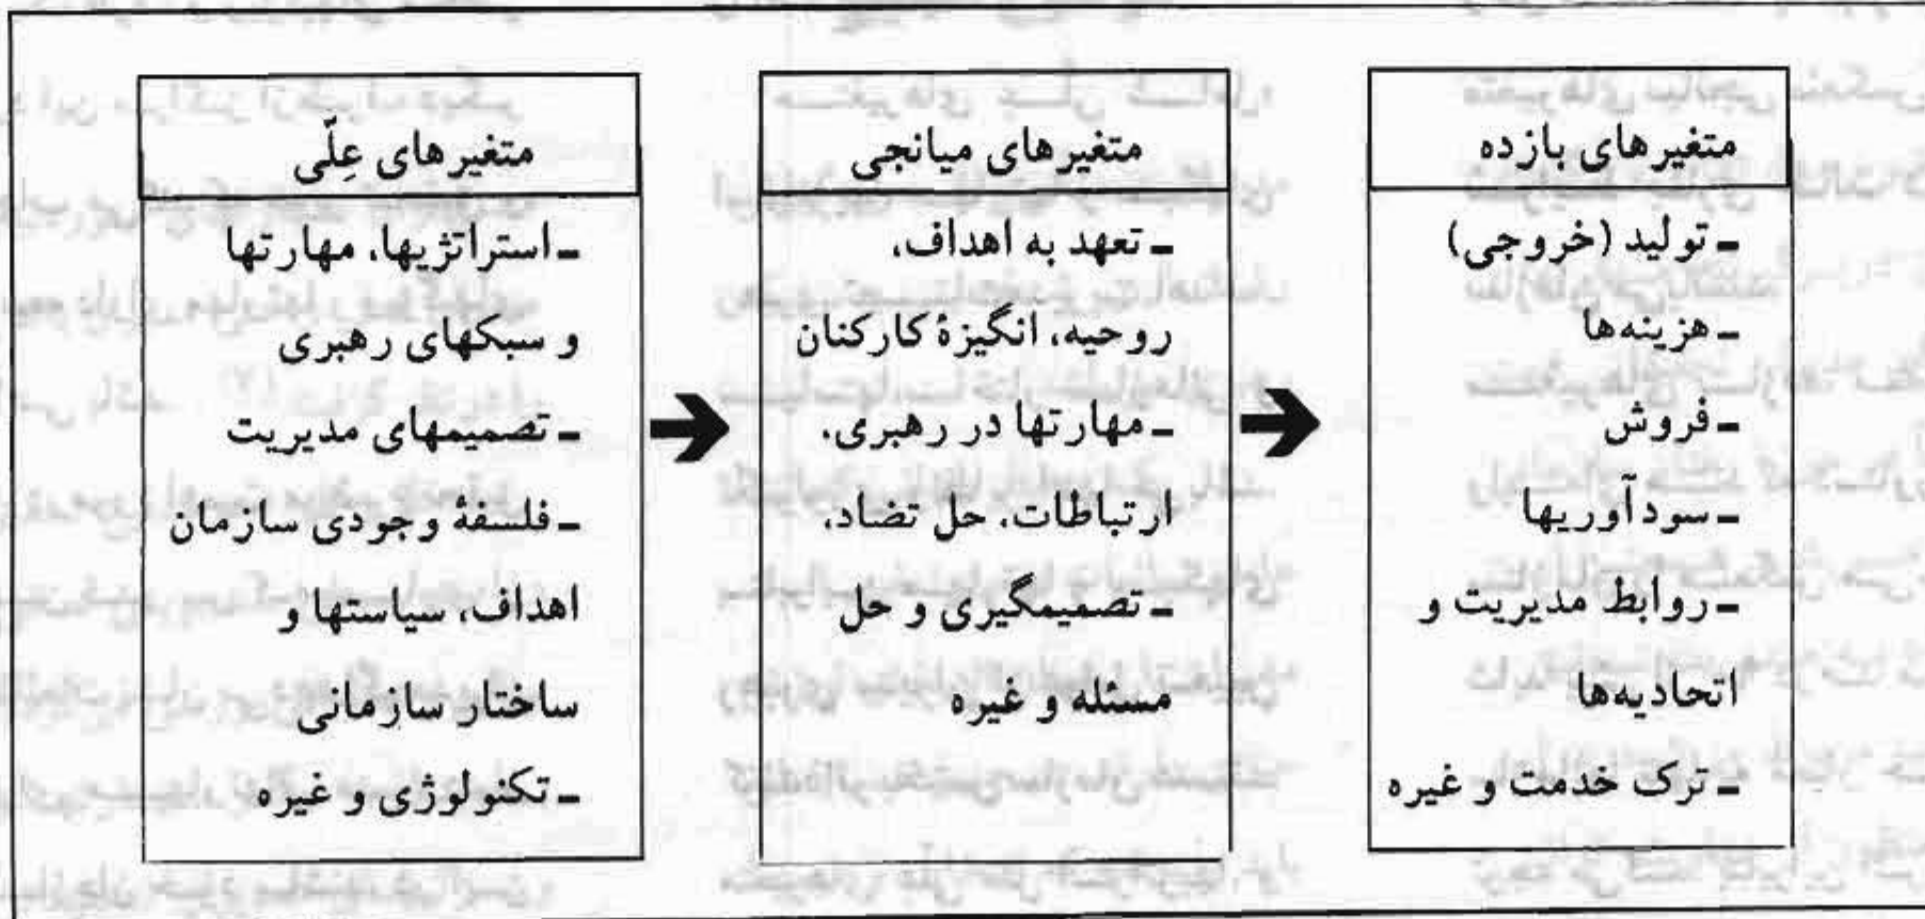 متغیرهای عِلّی
ـ استراتژیها، مهارتها
و سبکهای رهبری
ـ تصمیمهای مدیریت
ـ فلسفهٔ وجودی سازمان
اهداف، سیاستها و
ساختار سازمانی
ـ تکنولوژی و غیره
متغیرهای میانجی
ـ تعهد به اهداف،
روحیه، انگیزهٔ کارکنان
ـ مهارتها در رهبری،
ارتباطات، حل تضاد،
ـ تصمیمگیری و حل
مسئله و غیره
متغیرهای بازده
ـ تولید (خروجی)
ـ هزینه‌ها
ـ فروش
ـ سودآوریها
ـ روابط مدیریت و
اتحادیه‌ها
ـ ترک خدمت و غیره